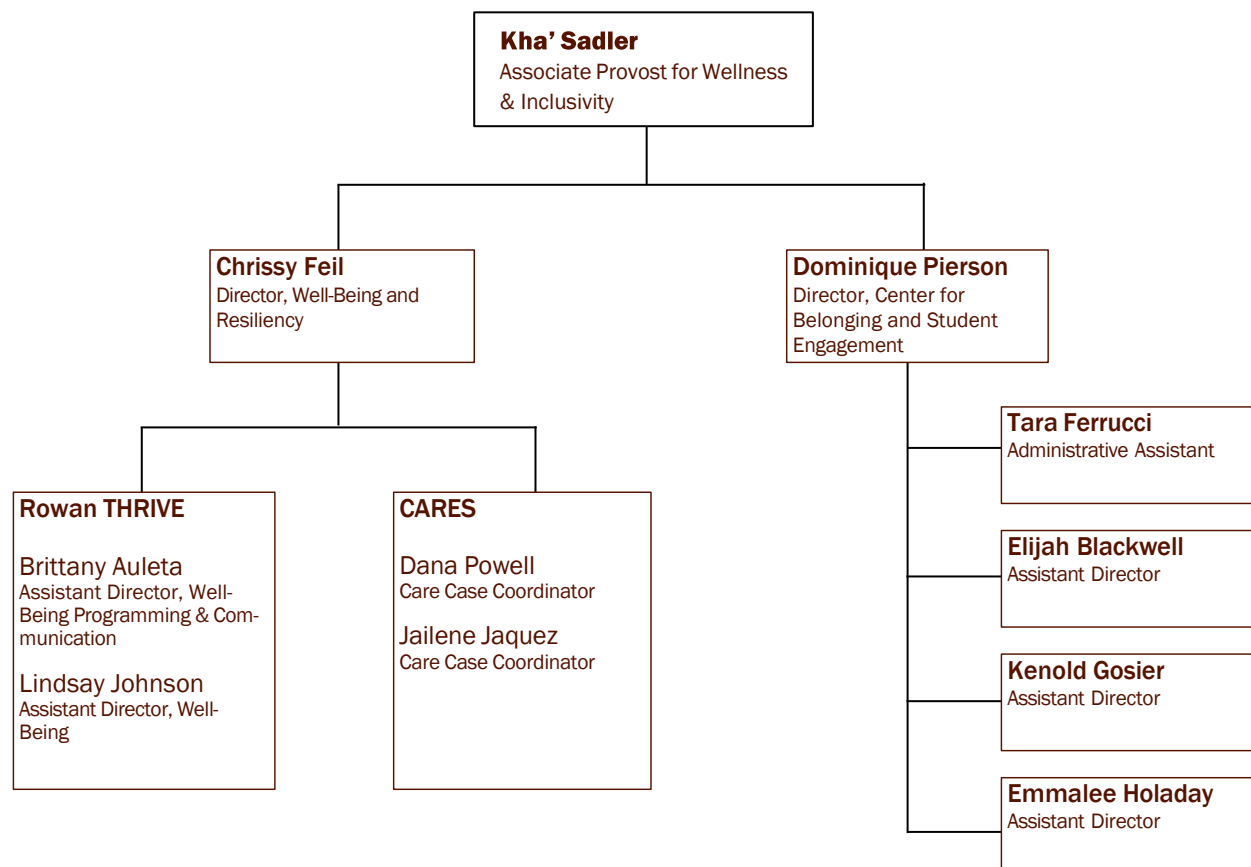 Kha’ Sadler
Associate Provost for Wellness
& Inclusivity
Chrissy Feil
Director, Well-Being and
Resiliency
Dominique Pierson
Director, Center for
Belonging and Student
Engagement
Rowan THRIVE
Brittany Auleta
Assistant Director, Well-
Being Programming & Com-
munication
Lindsay Johnson
Assistant Director, Well-
Being
CARES
Dana Powell
Care Case Coordinator
Jailene Jaquez
Care Case Coordinator
Tara Ferrucci
Administrative Assistant
Elijah Blackwell
Assistant Director
Kenold Gosier
Assistant Director
Emmalee Holaday
Assistant Director